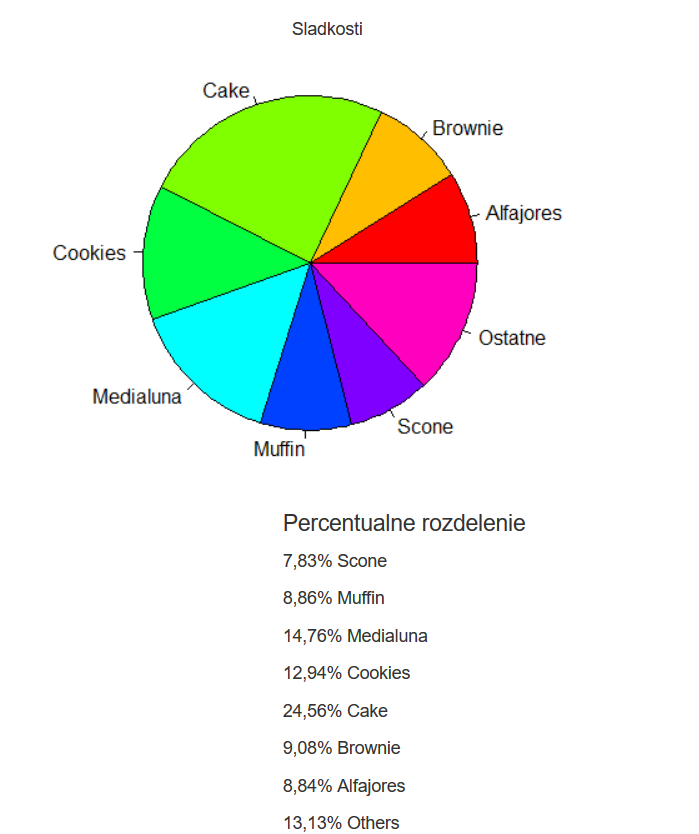 Sladkosti
Cake
Brownie
Alfajores
Cookies
Ostatne
Medialuna
Scone
Muffin
Percentualne rozdelenie
7,83% Scone
8,86% Muffin
14,76% Medialuna
12,94% Cookies
24,56% Cake
9,08% Brownie
8,84% Alfajores
13,13% Others